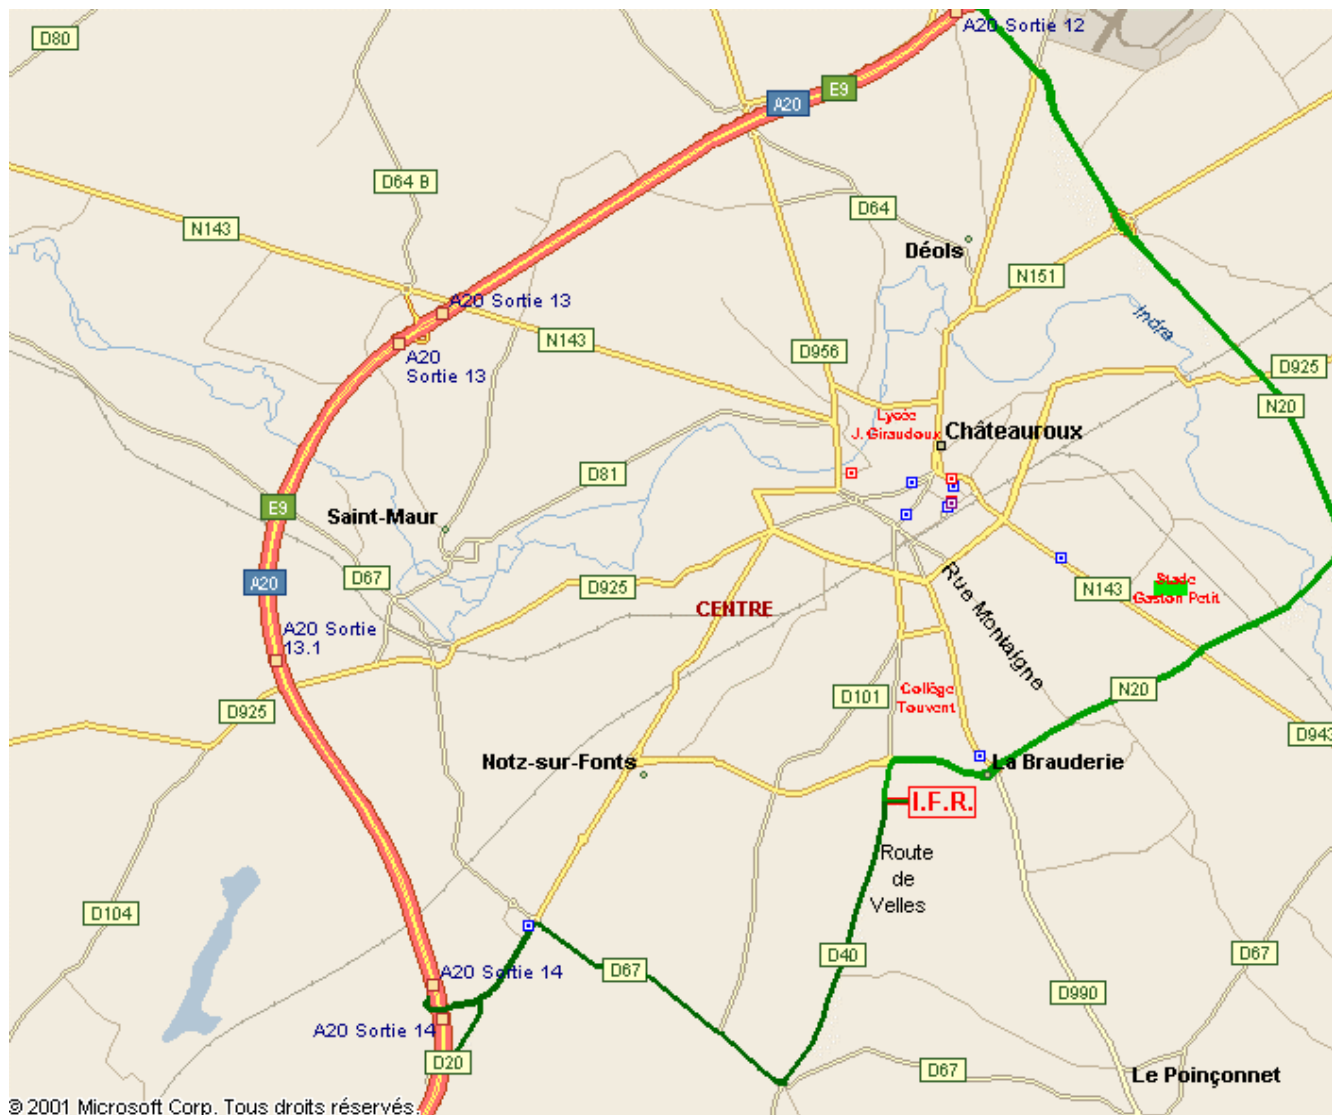 A20 Sortie 12
D80
E9
A20
D64 B
D64
N143
Déols
N151
A20 Sortie 13
Indre
N143
D956
A20
Sortie 13
D925
N20
Lycée
J. Giraudoux
Châteauroux
D81
E9
Saint-Maur
A20
D67
D925
Rue Montaigne
N143
Stade
Gaston Petit
CENTRE
A20 Sortie
13.1
D925
D101
Collège
Touvent
N20
D943
Notz-sur-Fonts
La Brauderie
I.F.R.
Route
de
Velles
D104
D67
D40
D67
A20 Sortie 14
D990
A20 Sortie 14
D20
D67
Le Poinçonnet
© 2001 Microsoft Corp. Tous droits réservés.